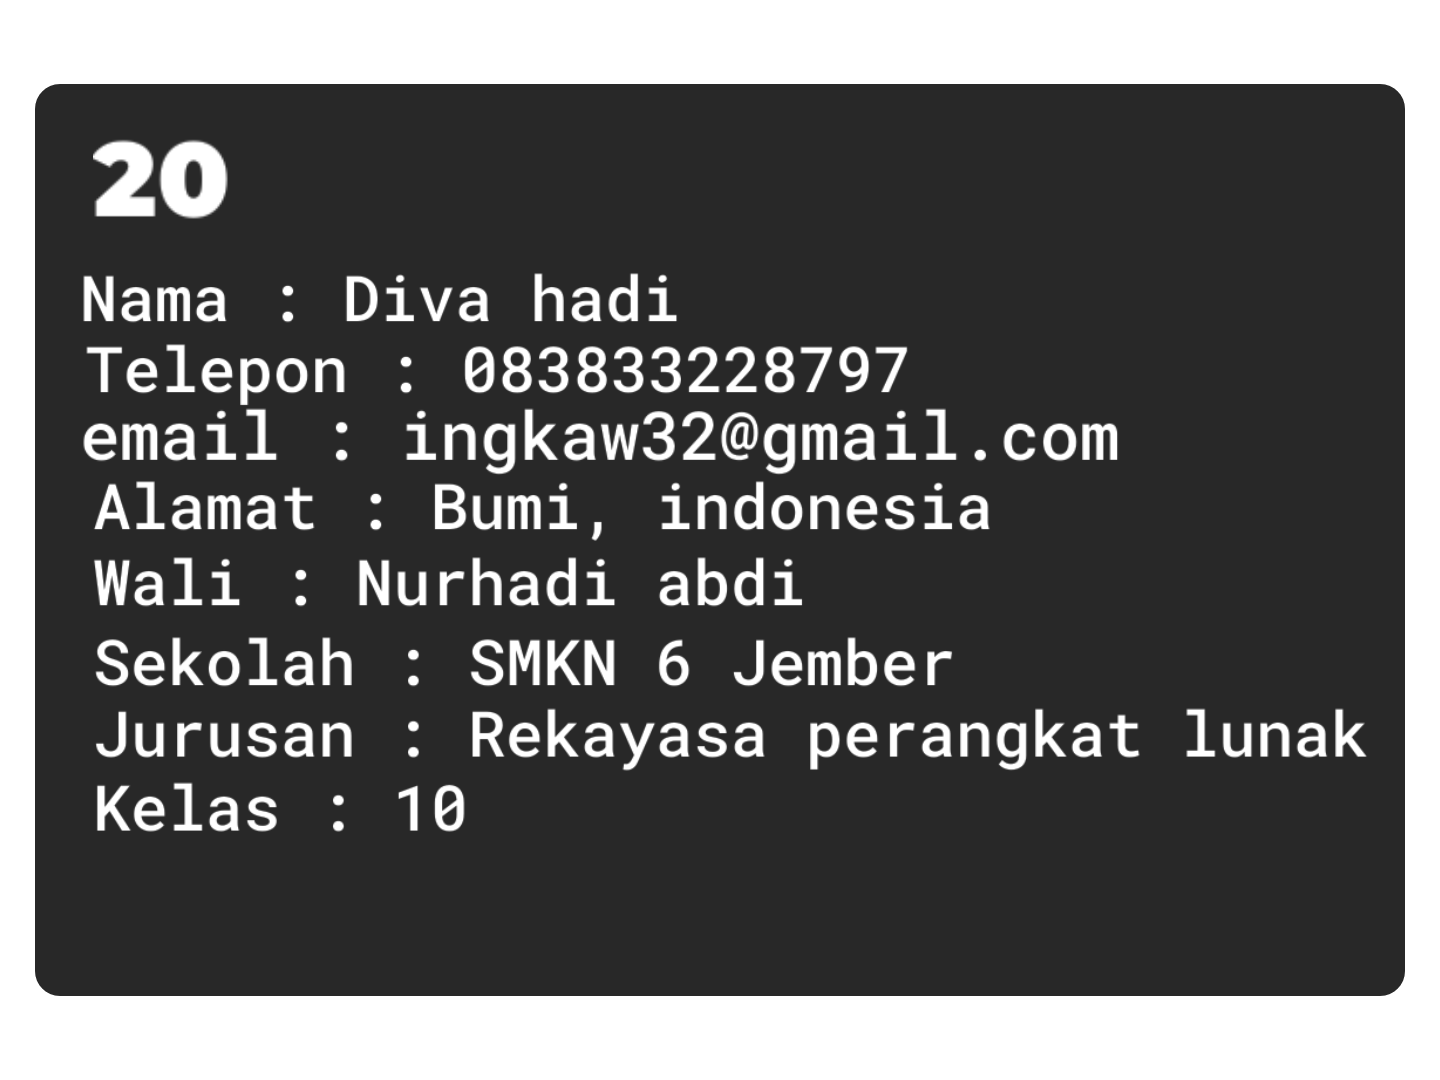 20
Nama : Diva hadi
Telepon : 083833228797
email : ingkaw32@gmail.com
Alamat : Bumi, indonesia
Wali : Nurhadi abdi
Sekolah : SMKN 6 Jember
Jurusan : Rekayasa perangkat lunak
Kelas : 10